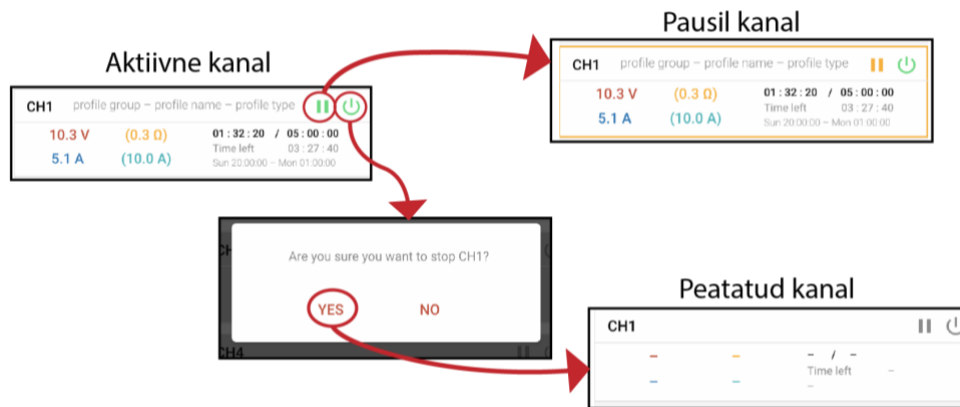 Pausil kanal
Aktiivne kanal
CH1 profile group – profile name – profile type
10.3 V (0.3 Ω) 01 : 32 : 20 / 05 : 00 : 00
Time left 03 : 27 : 40
5.1 A (10.0 A) Sun 20:00:00 – Mon 01:00:00
CH1 profile group – profile name – profile type
10.3 V (0.3 Ω) 01 : 32 : 20 / 05 : 00 : 00
Time left 03 : 27 : 40
5.1 A (10.0 A) Sun 20:00:00 – Mon 01:00:00
Are you sure you want to stop CH1?
YES NO
CH4
Peatatud kanal
CH1
– – – / –
Time left –
– – –